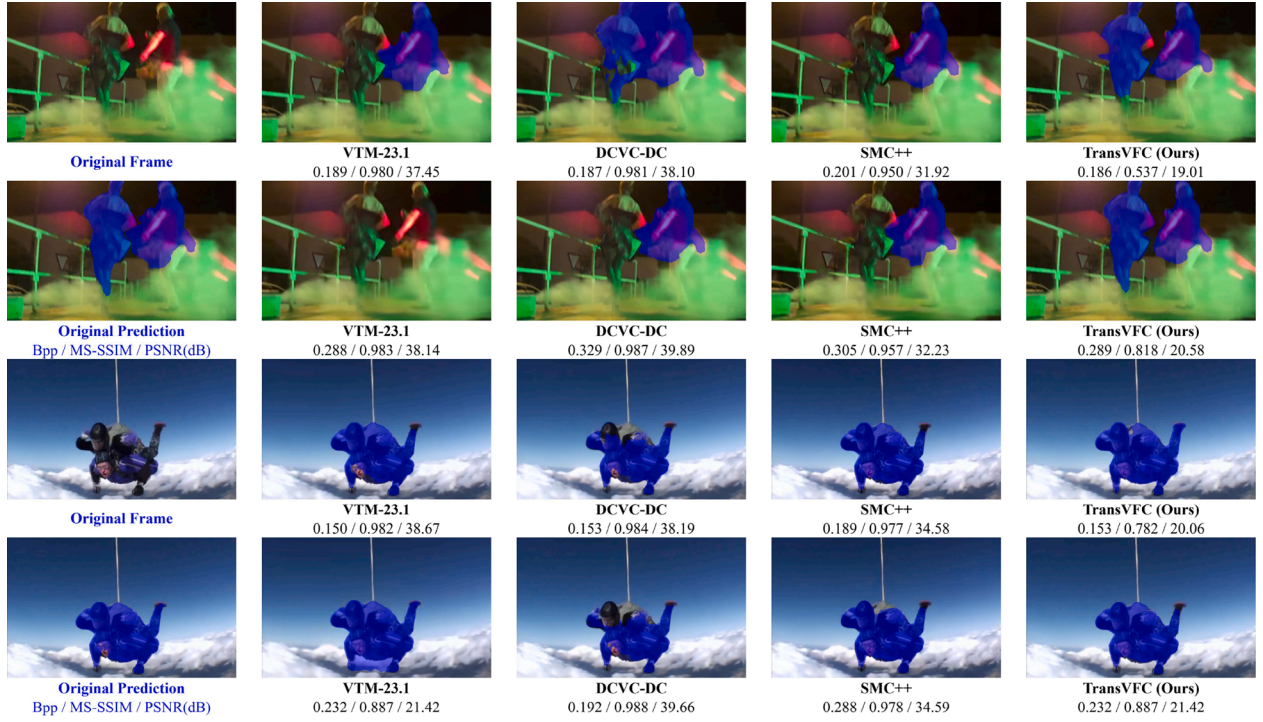 Original Frame
VTM-23.1
0.189 / 0.980 / 37.45
DCVC-DC
0.187 / 0.981 / 38.10
SMC++
0.201 / 0.950 / 31.92
TransVFC (Ours)
0.186 / 0.537 / 19.01
Original Prediction
Bpp / MS-SSIM / PSNR(dB)
VTM-23.1
0.288 / 0.983 / 38.14
DCVC-DC
0.329 / 0.987 / 39.89
SMC++
0.305 / 0.957 / 32.23
TransVFC (Ours)
0.289 / 0.818 / 20.58
Original Frame
VTM-23.1
0.150 / 0.982 / 38.67
DCVC-DC
0.153 / 0.984 / 38.19
SMC++
0.189 / 0.977 / 34.58
TransVFC (Ours)
0.153 / 0.782 / 20.06
Original Prediction
Bpp / MS-SSIM / PSNR(dB)
VTM-23.1
0.232 / 0.887 / 21.42
DCVC-DC
0.192 / 0.988 / 39.66
SMC++
0.288 / 0.978 / 34.59
TransVFC (Ours)
0.232 / 0.887 / 21.42